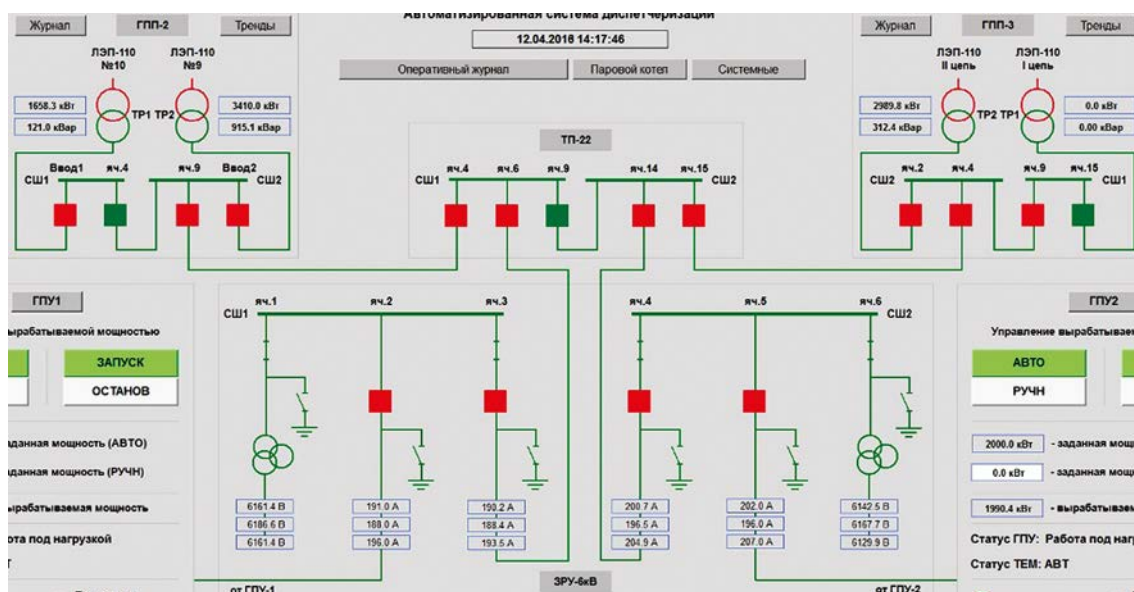 Автоматизированная система диспетчеризации
Журнал ГПП-2 Тренды
12.04.2016 14:17:46
Журнал ГПП-3 Тренды
ЛЭП-110 №10
ЛЭП-110 №9
Оперативный журнал Паровой котел Системные
ЛЭП-110 II цепь
ЛЭП-110 I цепь
1658.3 кВт
121.0 кВар
ТР1 ТР2
3410.0 кВт
915.1 кВар
2989.8 кВт
312.4 кВар
ТР2 ТР1
0.0 кВт
0.00 кВар
ТП-22
СШ1 Ввод1 яч.4 яч.9 Ввод2 СШ2
СШ1 яч.4 яч.6 яч.9 яч.14 яч.15 СШ2
СШ2 яч.2 яч.4 яч.9 яч.15 СШ1
ГПУ1
ырабатываемой мощностью
ЗАПУСК
ОСТАНОВ
аданная мощность (АВТО)
аданная мощность (РУЧН)
ырабатываемая мощность
ота под нагрузкой
Т
СШ1 яч.1 яч.2 яч.3
яч.4 яч.5 яч.6 СШ2
6161.4 В
6186.6 В
6161.4 В
191.0 А
188.0 А
196.0 А
190.2 А
188.4 А
193.5 А
200.7 А
196.5 А
204.9 А
202.0 А
196.0 А
207.0 А
6142.5 В
6167.7 В
6129.9 В
от ГПУ-1
ЗРУ-6кВ
от ГПУ-2
ГПУ2
Управление вырабатываем
АВТО
РУЧН
2000.0 кВт - заданная мощ
0.0 кВт - заданная мощ
1990.4 кВт - вырабатываем
Статус ГПУ: Работа под наг
Статус ТЕМ: АВТ